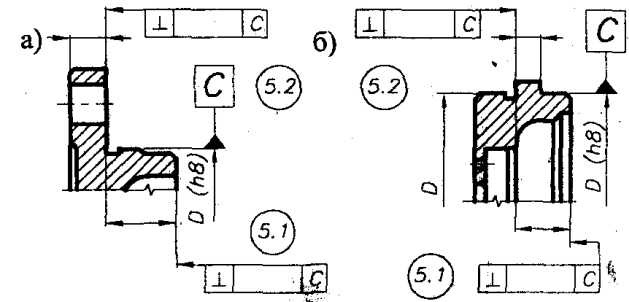 а) ⊥ C
C 5.2
D (h8)
5.1
⊥ C
б) ⊥ C
5.2 C
D D (h8)
5.1 ⊥ C